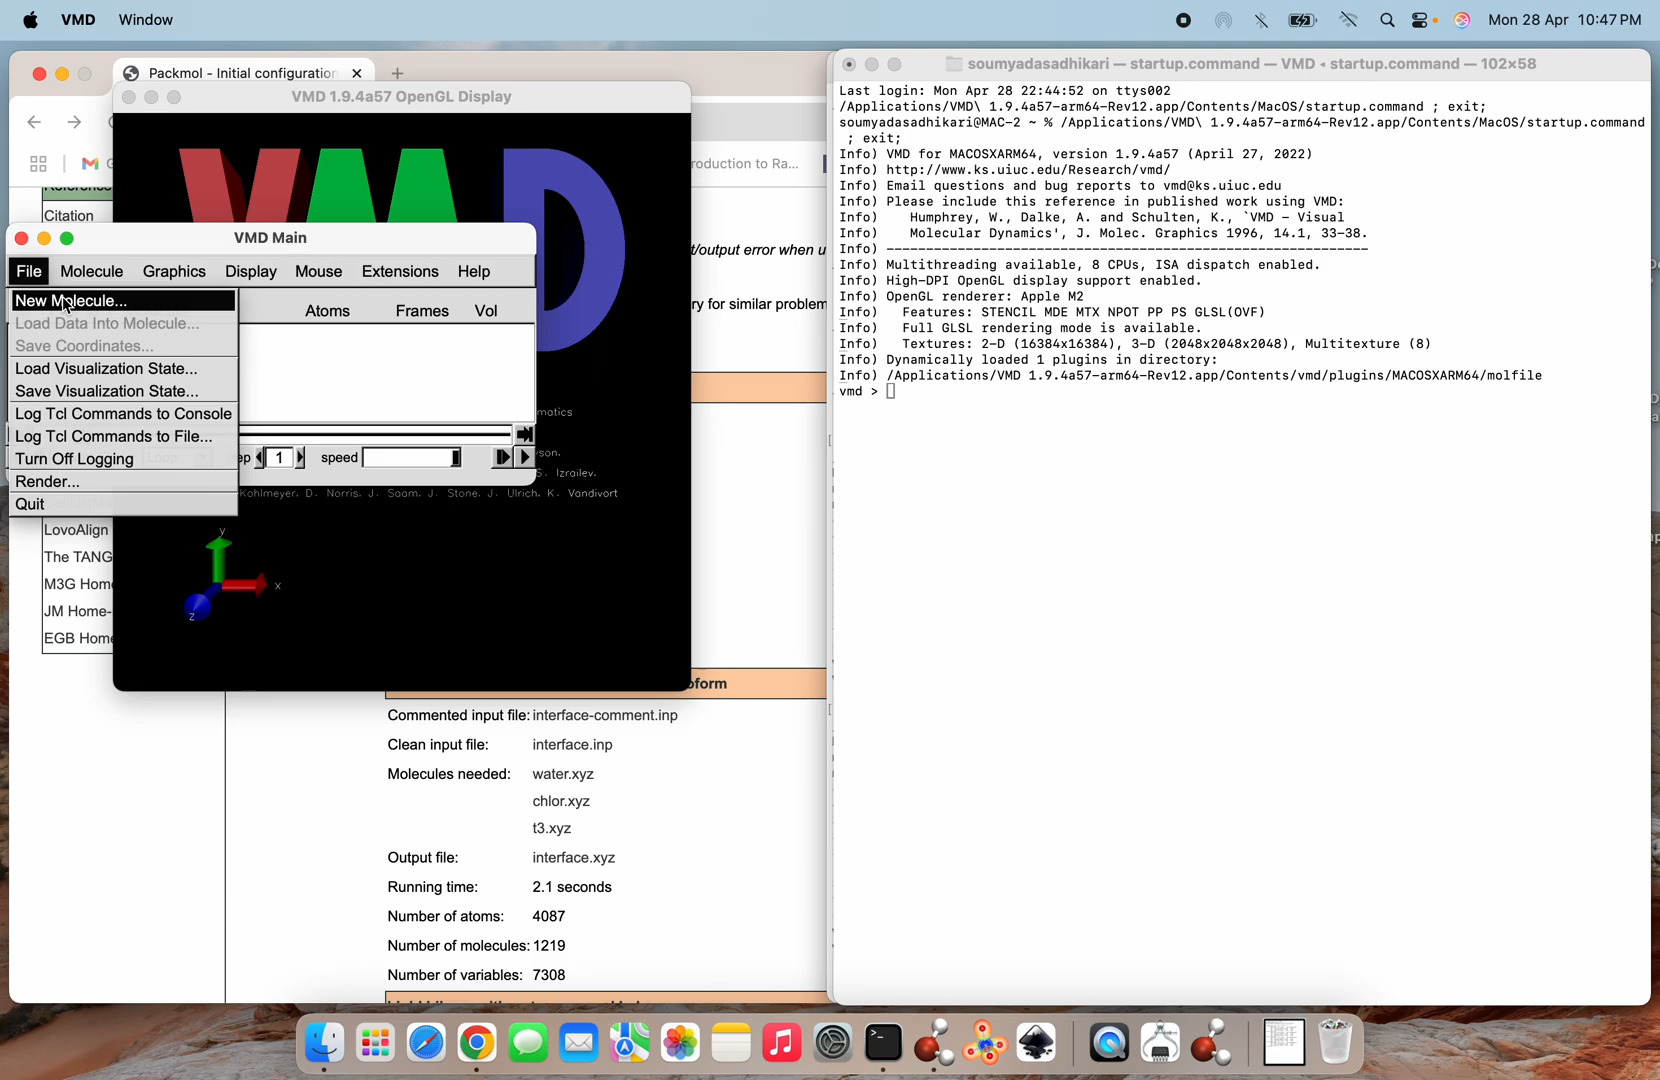 VMD Window Mon 28 Apr 10:47 PM
Packmol - Initial configuration
VMD 1.9.4a57 OpenGL Display
roduction to Ra...
Citation
VMD Main
File Molecule Graphics Display Mouse Extensions Help
Atoms Frames Vol
New Molecule...
Load Data Into Molecule...
Save Coordinates...
Load Visualization State...
Save Visualization State...
Log Tcl Commands to Console
Log Tcl Commands to File...
Turn Off Logging
Render...
Quit
1 speed
t/output error when u
ry for similar problem
matics
son.
S. Izrailev.
Kohlmeyer, D. Norris, J. Saam, J. Stone, J. Ulrich, K. Vandivort
y
x
z
LovoAlign
The TANG
M3G Hom
JM Home-
EGB Hom
oform
Commented input file: interface-comment.inp
Clean input file: interface.inp
Molecules needed: water.xyz
chlor.xyz
t3.xyz
Output file: interface.xyz
Running time: 2.1 seconds
Number of atoms: 4087
Number of molecules: 1219
Number of variables: 7308
soumyadasadhikari — startup.command — VMD ◂ startup.command — 102×58
Last login: Mon Apr 28 22:44:52 on ttys002
/Applications/VMD\ 1.9.4a57-arm64-Rev12.app/Contents/MacOS/startup.command ; exit;
soumyadasadhikari@MAC-2 ~ % /Applications/VMD\ 1.9.4a57-arm64-Rev12.app/Contents/MacOS/startup.command
; exit;
Info) VMD for MACOSXARM64, version 1.9.4a57 (April 27, 2022)
Info) http://www.ks.uiuc.edu/Research/vmd/
Info) Email questions and bug reports to vmd@ks.uiuc.edu
Info) Please include this reference in published work using VMD:
Info) Humphrey, W., Dalke, A. and Schulten, K., `VMD - Visual
Info) Molecular Dynamics', J. Molec. Graphics 1996, 14.1, 33-38.
Info) -------------------------------------------------------------
Info) Multithreading available, 8 CPUs, ISA dispatch enabled.
Info) High-DPI OpenGL display support enabled.
Info) OpenGL renderer: Apple M2
Info) Features: STENCIL MDE MTX NPOT PP PS GLSL(OVF)
Info) Full GLSL rendering mode is available.
Info) Textures: 2-D (16384x16384), 3-D (2048x2048x2048), Multitexture (8)
Info) Dynamically loaded 1 plugins in directory:
Info) /Applications/VMD 1.9.4a57-arm64-Rev12.app/Contents/vmd/plugins/MACOSXARM64/molfile
vmd >